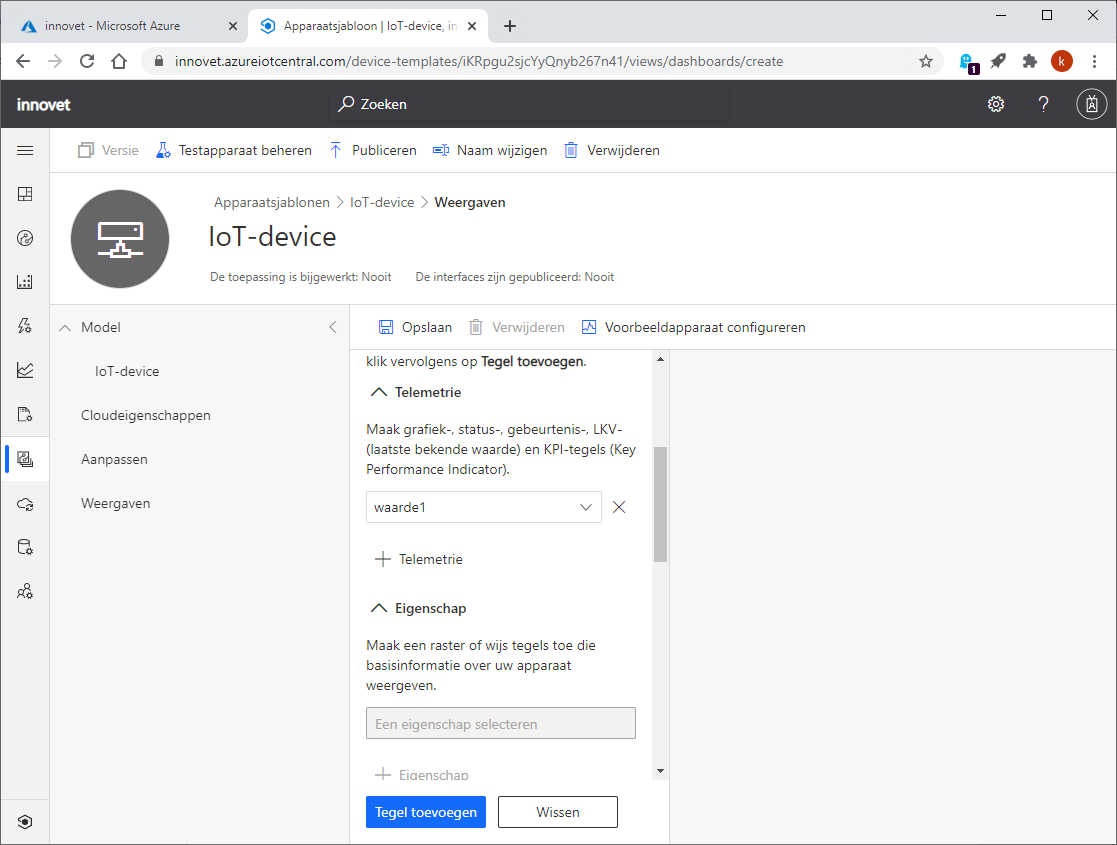 innovet - Microsoft Azure
Apparaatsjabloon | IoT-device, in
innovet.azureiotcentral.com/device-templates/iKRpgu2sjcYyQnyb267n41/views/dashboards/create
1
k
innovet
Zoeken
?
Versie
Testapparaat beheren
Publiceren
Naam wijzigen
Verwijderen
Apparaatsjablonen > IoT-device > Weergaven
IoT-device
De toepassing is bijgewerkt: Nooit
De interfaces zijn gepubliceerd: Nooit
Model
IoT-device
Cloudeigenschappen
Aanpassen
Weergaven
Opslaan
Verwijderen
Voorbeeldapparaat configureren
klik vervolgens op Tegel toevoegen.
Telemetrie
Maak grafiek-, status-, gebeurtenis-, LKV-
(laatste bekende waarde) en KPI-tegels (Key
Performance Indicator).
waarde1
Telemetrie
Eigenschap
Maak een raster of wijs tegels toe die
basisinformatie over uw apparaat
weergeven.
Een eigenschap selecteren
Eigenschap
Tegel toevoegen
Wissen